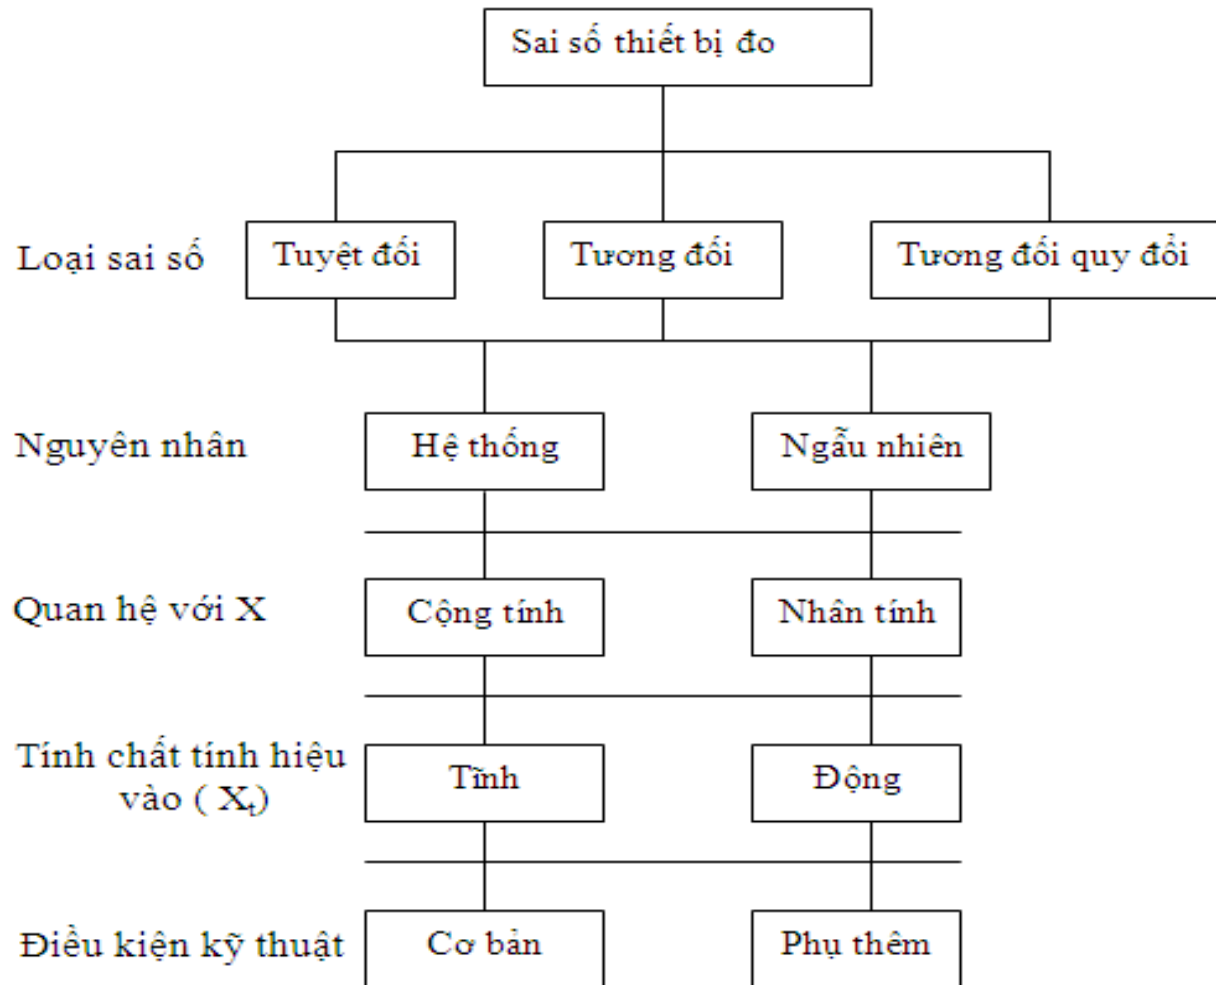 Sai số thiết bị đo
Loại sai số
Tuyệt đối
Tương đối
Tương đối quy đổi
Nguyên nhân
Hệ thống
Ngẫu nhiên
Quan hệ với X
Cộng tính
Nhân tính
Tính chất tính hiệu
vào ( Xₜ)
Tĩnh
Động
Điều kiện kỹ thuật
Cơ bản
Phụ thêm